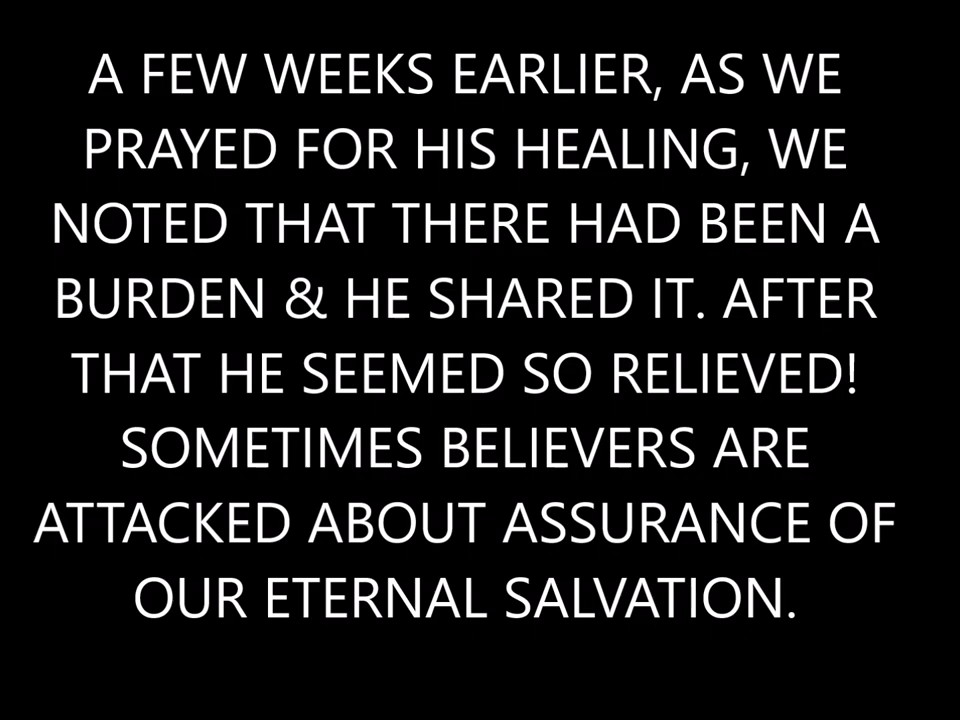 A FEW WEEKS EARLIER, AS WE
PRAYED FOR HIS HEALING, WE
NOTED THAT THERE HAD BEEN A
BURDEN & HE SHARED IT. AFTER
THAT HE SEEMED SO RELIEVED!
SOMETIMES BELIEVERS ARE
ATTACKED ABOUT ASSURANCE OF
OUR ETERNAL SALVATION.